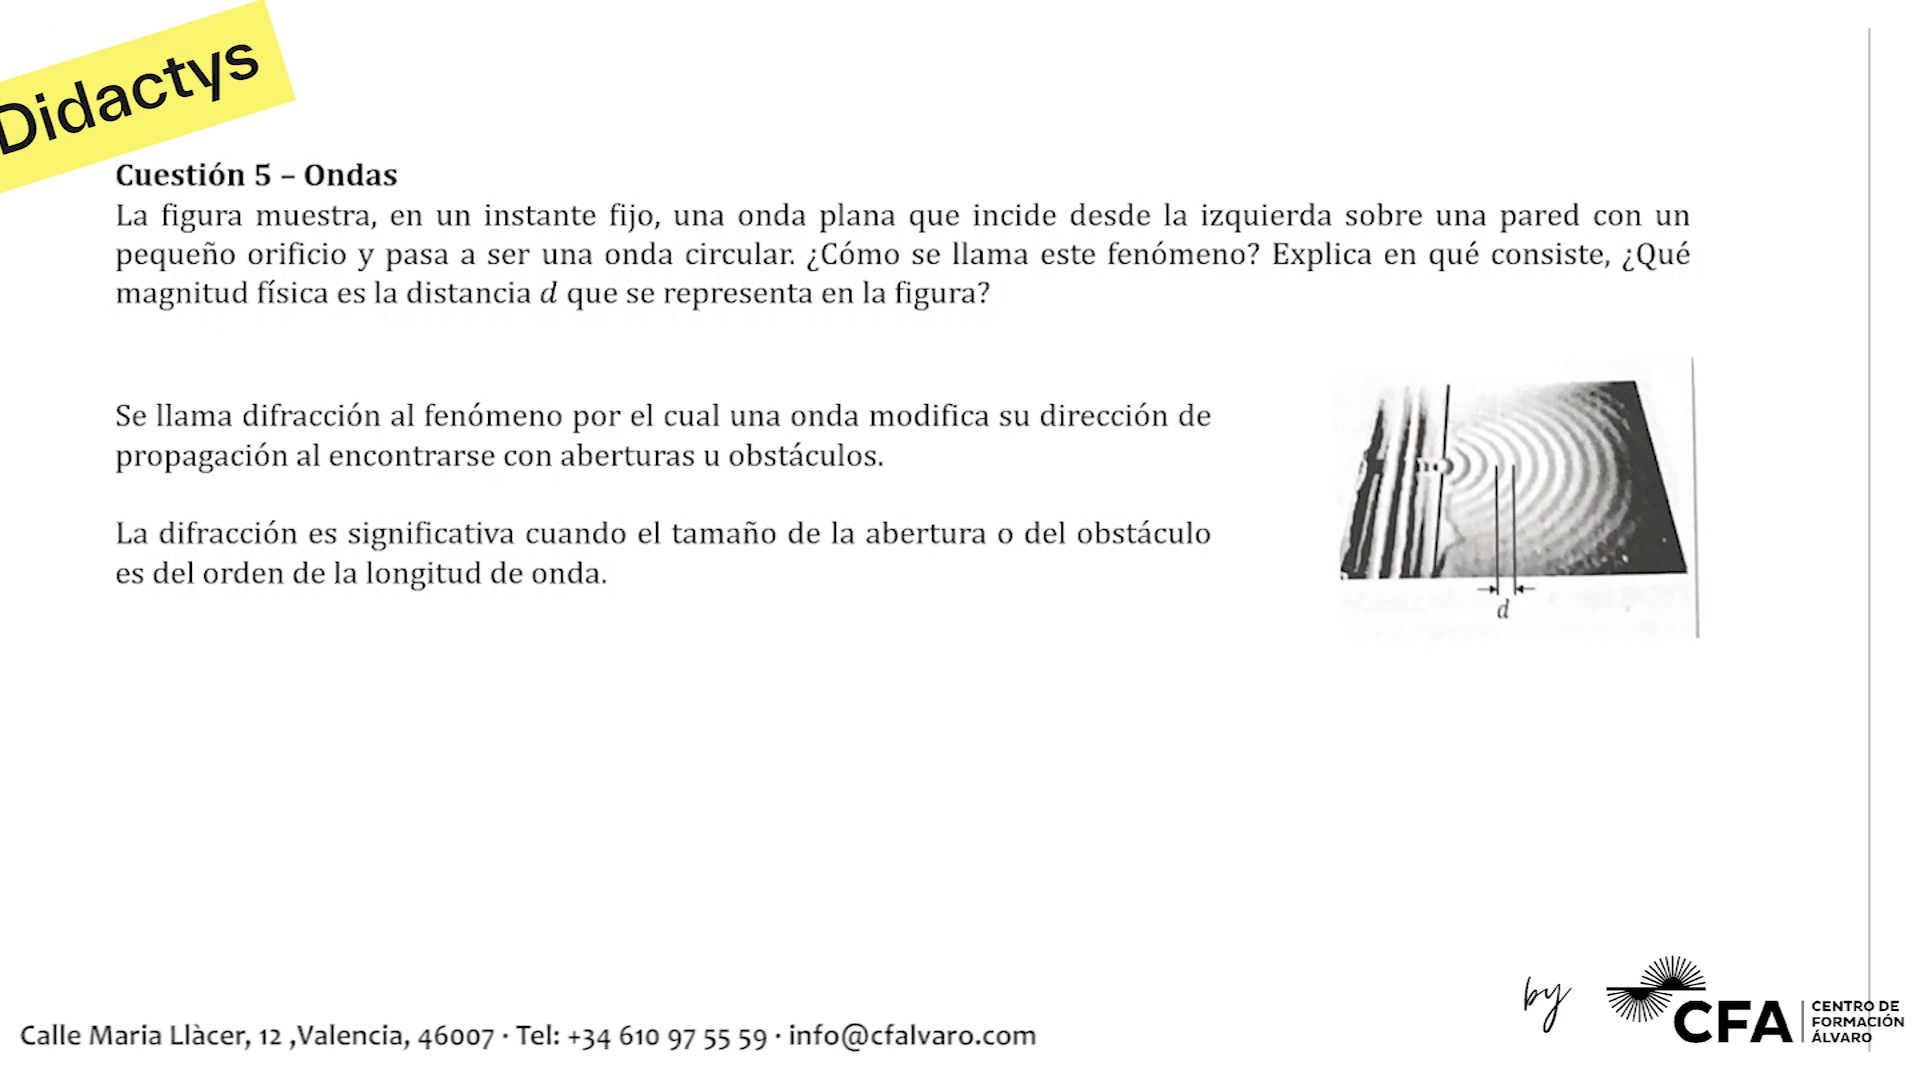 Didactys
Cuestión 5 – Ondas
La figura muestra, en un instante fijo, una onda plana que incide desde la izquierda sobre una pared con un
pequeño orificio y pasa a ser una onda circular. ¿Cómo se llama este fenómeno? Explica en qué consiste, ¿Qué
magnitud física es la distancia d que se representa en la figura?
Se llama difracción al fenómeno por el cual una onda modifica su dirección de
propagación al encontrarse con aberturas u obstáculos.
La difracción es significativa cuando el tamaño de la abertura o del obstáculo
es del orden de la longitud de onda.
d
by
CFA
CENTRO DE
FORMACIÓN
ÁLVARO
Calle Maria Llàcer, 12 ,Valencia, 46007 · Tel: +34 610 97 55 59 · info@cfalvaro.com